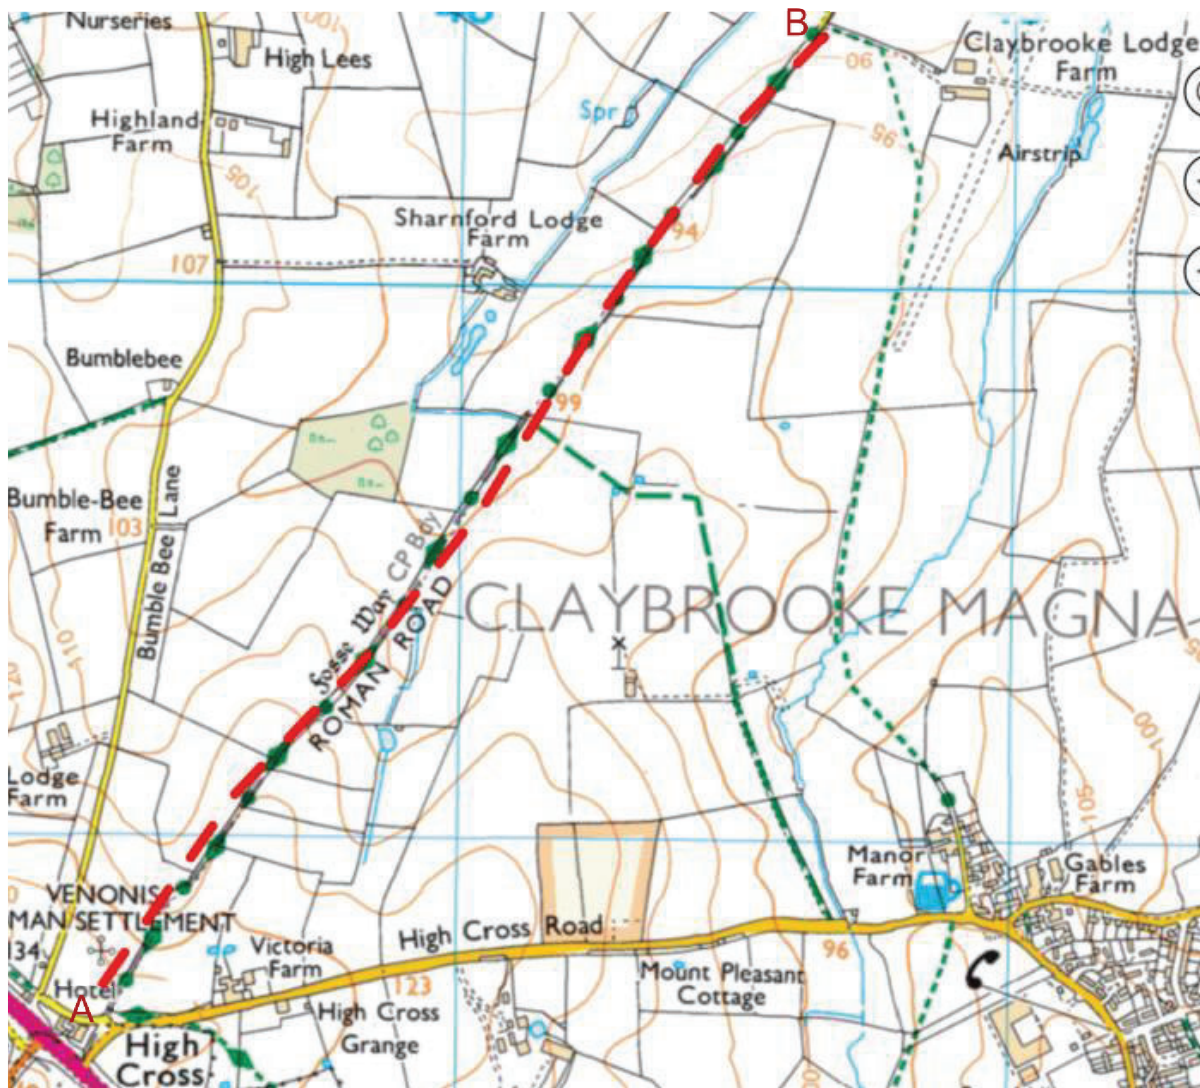 Nurseries
100
High Lees
B
90
Claybrooke Lodge
Farm
Highland
Farm
Spr
95
Airstrip
105
Sharnford Lodge
Farm
94
107
Bumblebee
99
Bumble-Bee
Farm
103
Bumble Bee Lane
CP Bdy
Fosse Way
ROMAN ROAD
CLAYBROOKE MAGNA
110
100
Lodge
Farm
105
Manor
Farm
Gables
Farm
VENONIS
MAN SETTLEMENT
134
Victoria
Farm
High Cross Road
96
Hotel
A
123
Mount Pleasant
Cottage
High Cross
Grange
High
Cross